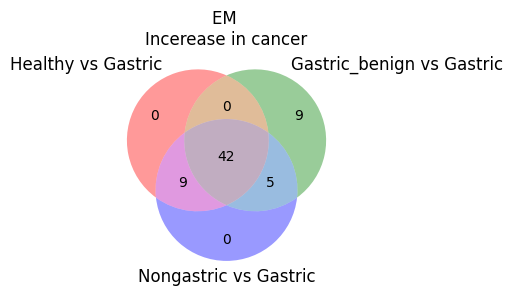 EM
Incerease in cancer
Healthy vs Gastric
Gastric_benign vs Gastric
0
0
9
42
9
5
0
Nongastric vs Gastric